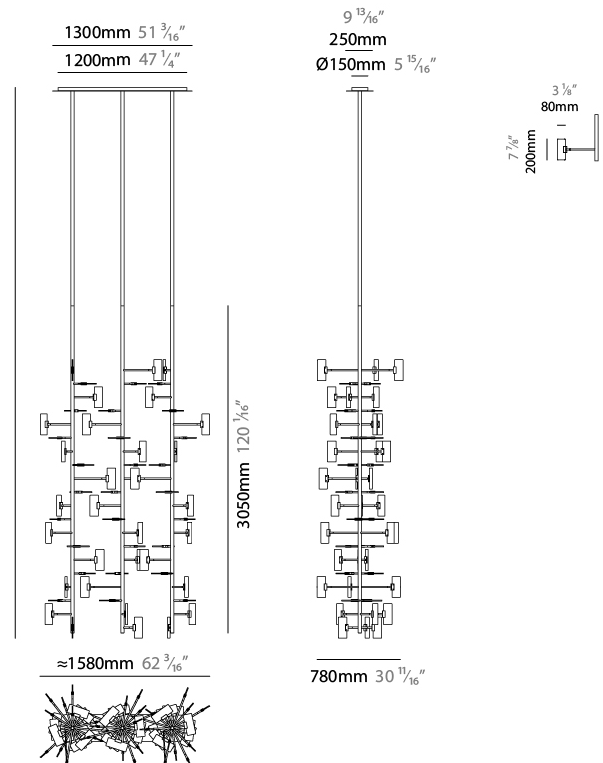 1300mm 51 3/16"
1200mm 47 1/4"
9 13/16"
250mm
Ø150mm 5 15/16"
3 1/8"
80mm
7 7/8"
200mm
3050mm 120 1/16"
≈1580mm 62 3/16"
780mm 30 11/16"